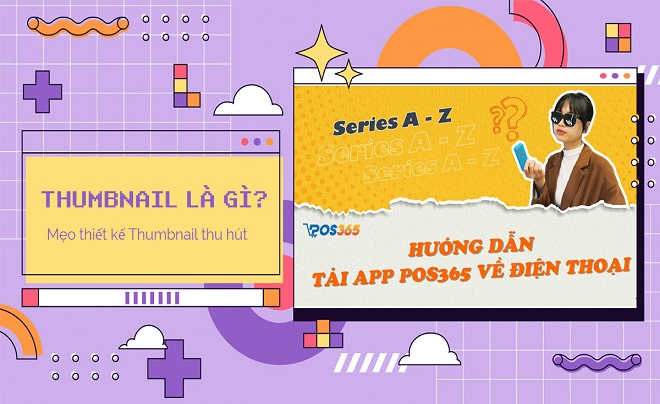 THUMBNAIL LÀ GÌ?
Mẹo thiết kế Thumbnail thu hút
Series A - Z
Series A - Z
Series A - Z
??
POS365
HƯỚNG DẪN
TẢI APP POS365 VỀ ĐIỆN THOẠI